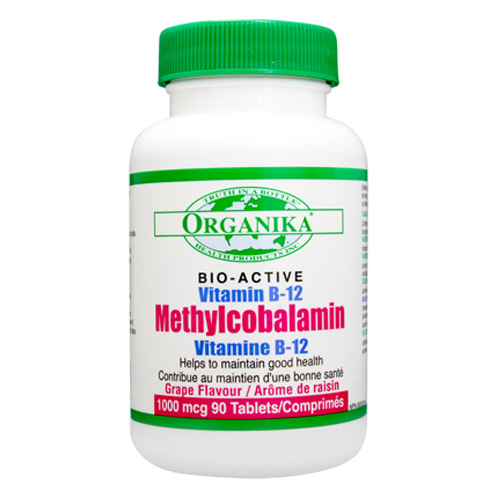 TRUTH IN A BOTTLE
ORGANIKA®
HEALTH PRODUCTS INC
BIO-ACTIVE
Vitamin B-12
Methylcobalamin
Vitamine B-12
Helps to maintain good health
Contribue au maintien d'une bonne santé
Grape Flavour / Arôme de raisin
1000 mcg 90 Tablets/Comprimés